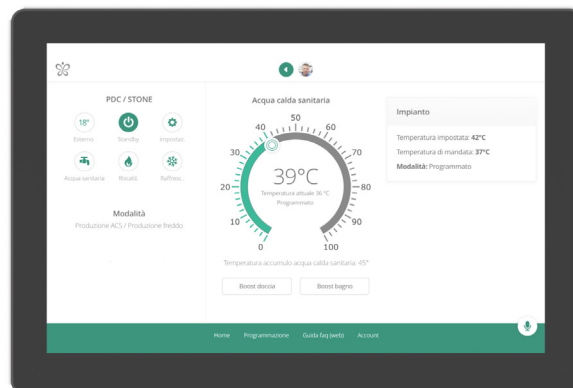 PDC / STONE
18°
Esterna
Standby
Impostaz.
Acqua sanitaria
Riscald.
Raffresc.
Modalità
Produzione ACS / Produzione freddo
Acqua calda sanitaria
0
10
20
30
40
50
60
70
80
90
100
39°C
Temperatura attuale 36 °C
Programmato
Temperatura accumulo acqua calda sanitaria: 45°
Boost doccia
Boost bagno
Impianto
Temperatura impostata: 42°C
Temperatura di mandata: 37°C
Modalità: Programmato
Home Programmazione Guida faq (web) Account